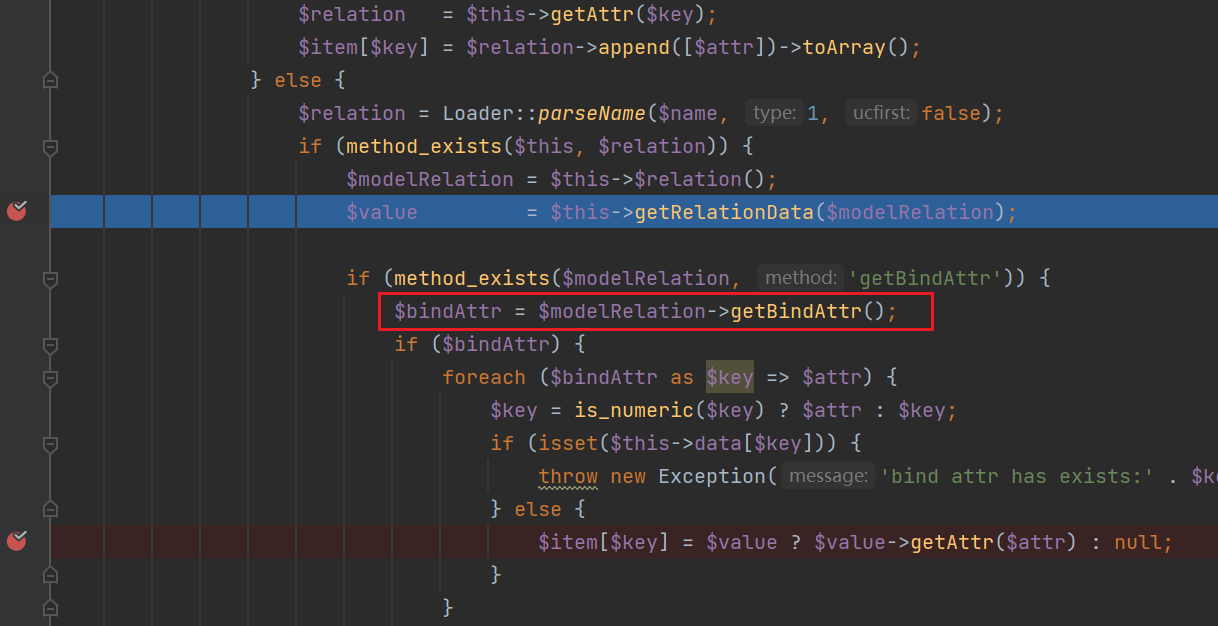 $relation   = $this->getAttr($key);
$item[$key] = $relation->append([$attr])->toArray();
} else {
$relation = Loader::parseName($name, type: 1, ucfirst: false);
if (method_exists($this, $relation)) {
$modelRelation = $this->$relation();
$value         = $this->getRelationData($modelRelation);
if (method_exists($modelRelation, method: 'getBindAttr')) {
$bindAttr = $modelRelation->getBindAttr();
if ($bindAttr) {
foreach ($bindAttr as $key => $attr) {
$key = is_numeric($key) ? $attr : $key;
if (isset($this->data[$key])) {
throw new Exception( message: 'bind attr has exists:' . $k
} else {
$item[$key] = $value ? $value->getAttr($attr) : null;
}
}